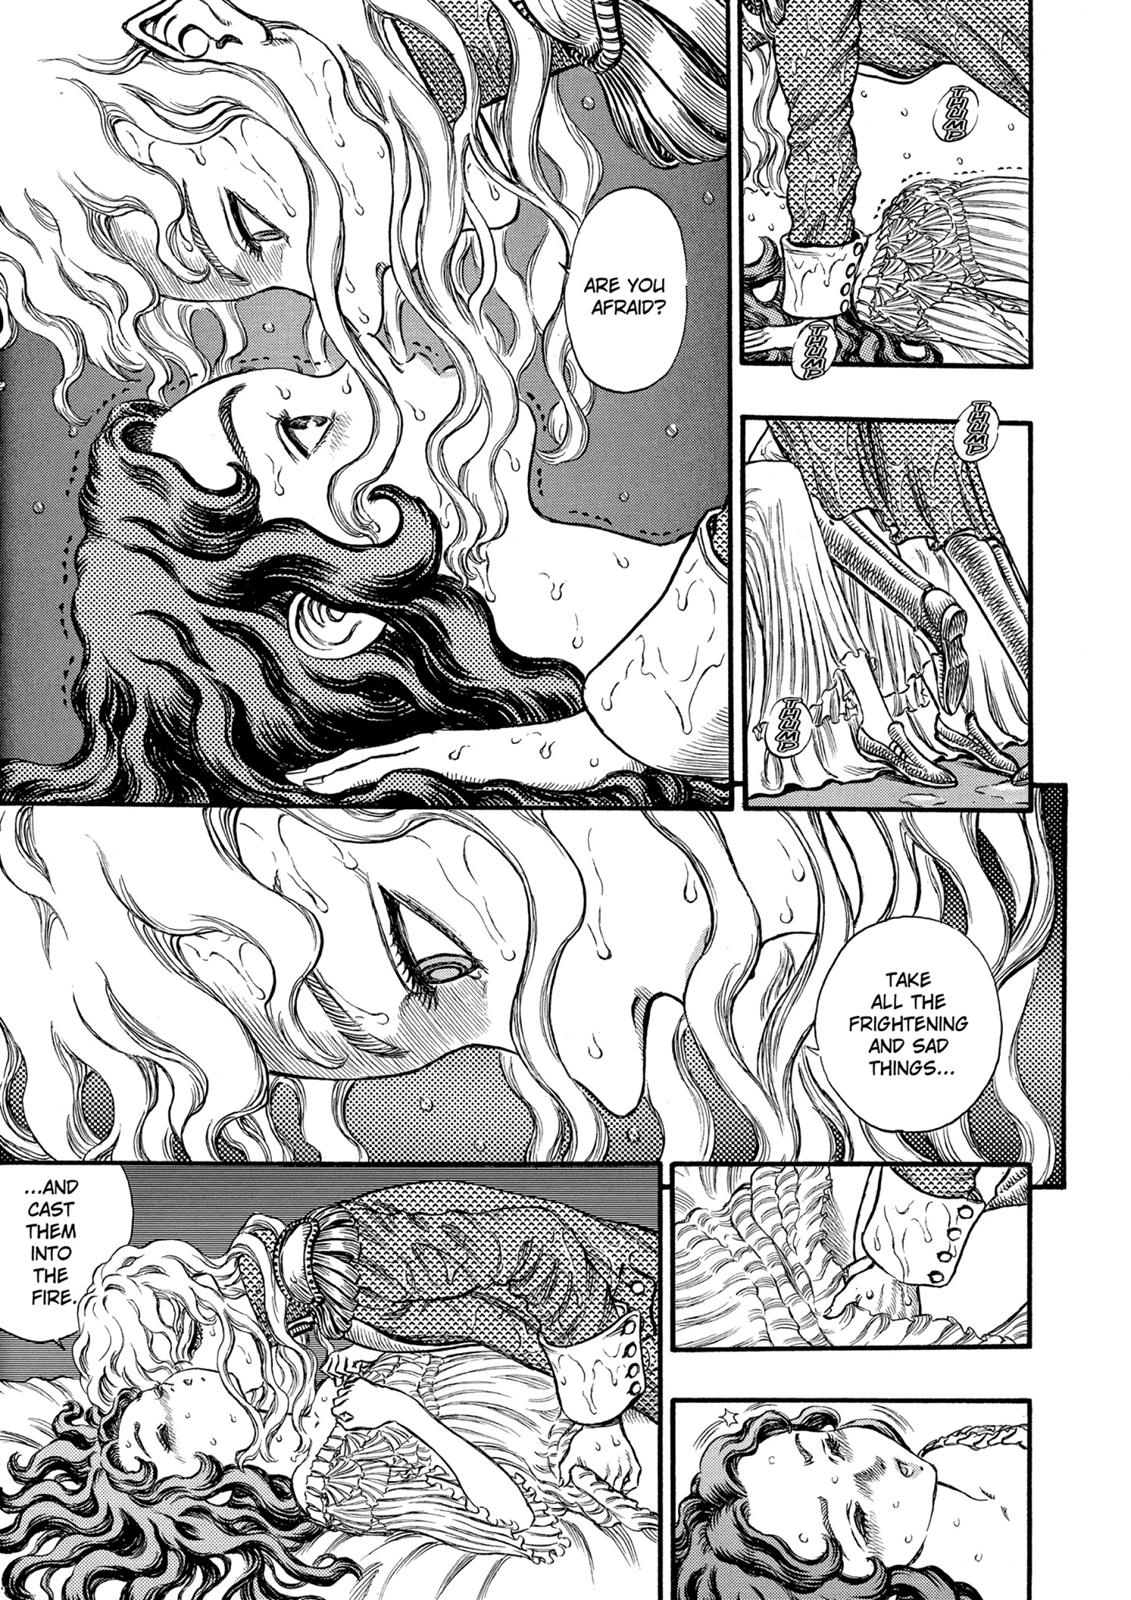 THUMP
THUMP
THUMP
THUMP
ARE YOU
AFRAID?
TAKE
ALL THE
FRIGHTENING
AND SAD
THINGS...
...AND
CAST
THEM
INTO
THE
FIRE.